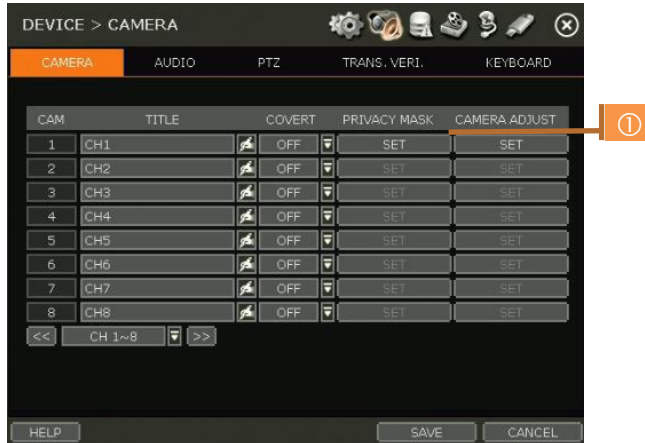 DEVICE > CAMERA
CAMERA AUDIO PTZ TRANS. VERI. KEYBOARD
CAM TITLE COVERT PRIVACY MASK CAMERA ADJUST
①
1 CH1 OFF SET SET
2 CH2 OFF SET SET
3 CH3 OFF SET SET
4 CH4 OFF SET SET
5 CH5 OFF SET SET
6 CH6 OFF SET SET
7 CH7 OFF SET SET
8 CH8 OFF SET SET
<< CH 1~8 >>
HELP SAVE CANCEL